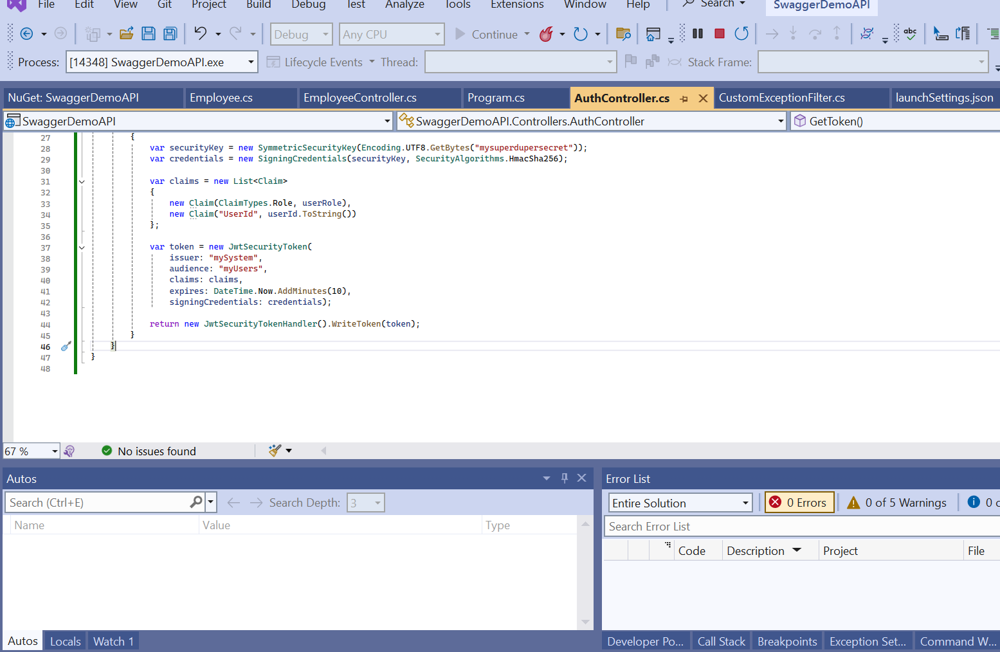 File Edit View Git Project Build Debug Test Analyze Tools Extensions Window Help Search SwaggerDemoAPI
Debug Any CPU Continue abc
Process: [14348] SwaggerDemoAPI.exe Lifecycle Events Thread: Stack Frame:
NuGet: SwaggerDemoAPI Employee.cs EmployeeController.cs Program.cs AuthController.cs CustomExceptionFilter.cs launchSettings.json
SwaggerDemoAPI SwaggerDemoAPI.Controllers.AuthController GetToken()
27 {
28 var securityKey = new SymmetricSecurityKey(Encoding.UTF8.GetBytes("mysuperdupersecret"));
29 var credentials = new SigningCredentials(securityKey, SecurityAlgorithms.HmacSha256);
30
31 var claims = new List<Claim>
32 {
33 new Claim(ClaimTypes.Role, userRole),
34 new Claim("UserId", userId.ToString())
35 };
36
37 var token = new JwtSecurityToken(
38 issuer: "mySystem",
39 audience: "myUsers",
40 claims: claims,
41 expires: DateTime.Now.AddMinutes(10),
42 signingCredentials: credentials);
43
44 return new JwtSecurityTokenHandler().WriteToken(token);
45 }
46 }
47 }
48
67 % No issues found
Autos
Search (Ctrl+E) Search Depth: 3
Name Value Type
Autos Locals Watch 1
Error List
Entire Solution 0 Errors 0 of 5 Warnings 0 c
Search Error List
Code Description Project File
Developer Po... Call Stack Breakpoints Exception Set... Command W...